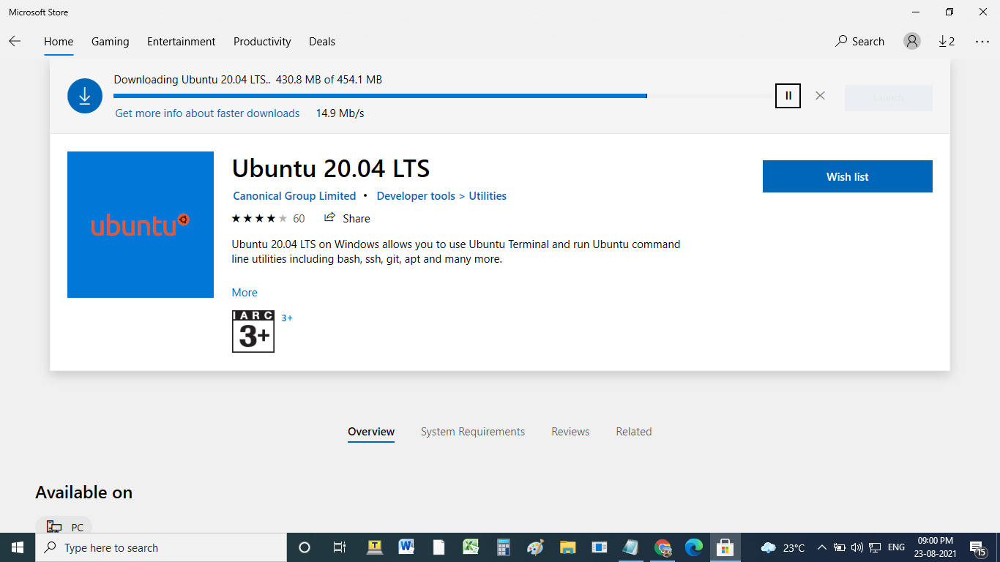 Microsoft Store
Home Gaming Entertainment Productivity Deals Search 2
Downloading Ubuntu 20.04 LTS.. 430.8 MB of 454.1 MB
Launch
Get more info about faster downloads 14.9 Mb/s
ubuntu
Ubuntu 20.04 LTS
Wish list
Canonical Group Limited • Developer tools > Utilities
60 Share
Ubuntu 20.04 LTS on Windows allows you to use Ubuntu Terminal and run Ubuntu command
line utilities including bash, ssh, git, apt and many more.
More
IARC
3+
3+
Overview System Requirements Reviews Related
Available on
PC
Type here to search
T
W
X
23°C
ENG
09:00 PM
23-08-2021
15